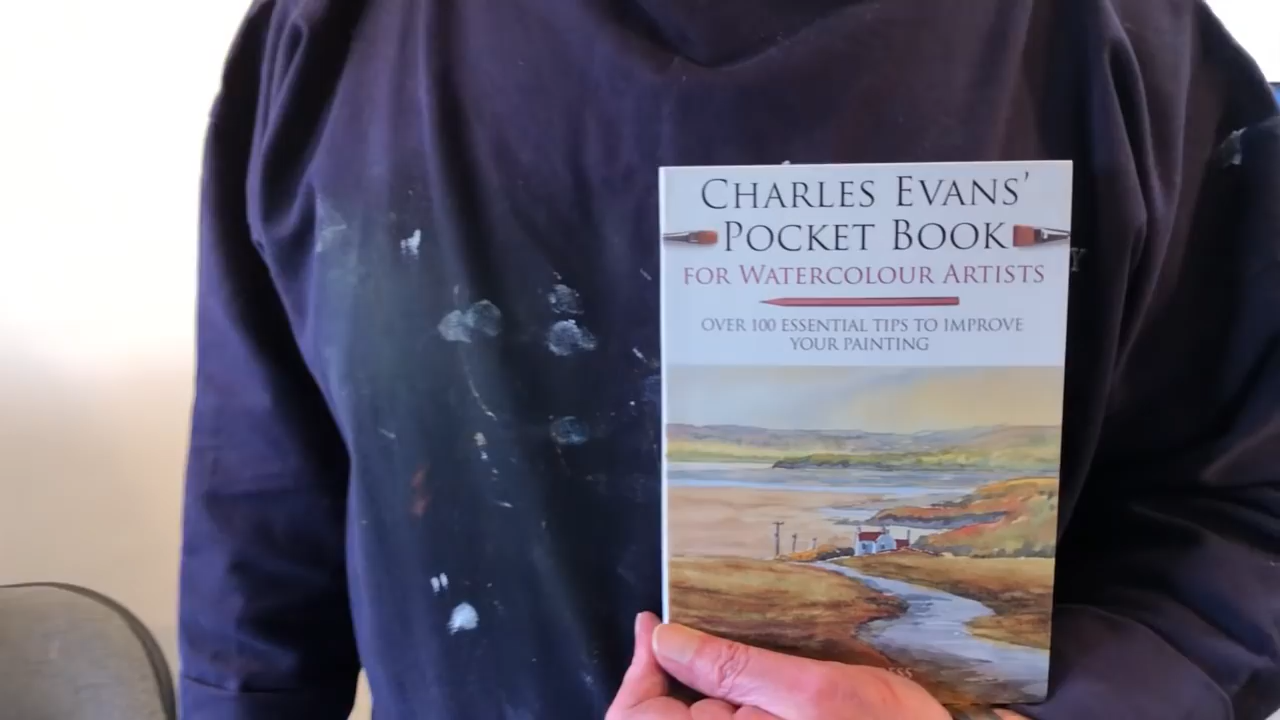 CHARLES EVANS'
POCKET BOOK
FOR WATERCOLOUR ARTISTS
OVER 100 ESSENTIAL TIPS TO IMPROVE
YOUR PAINTING